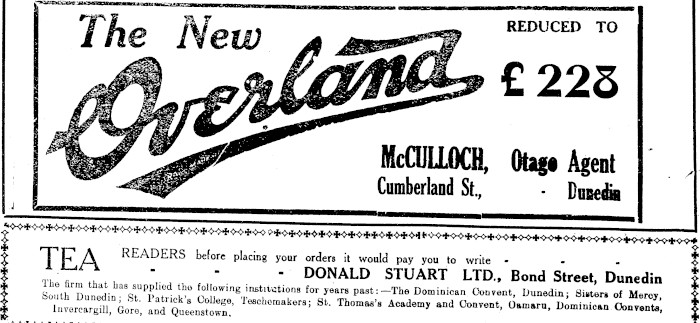 The New
Overland
REDUCED TO
£ 228
McCULLOCH, Otago Agent
Cumberland St., - Dunedin
TEA READERS before placing your orders it would pay you to write - - -
- - - - DONALD STUART LTD., Bond Street, Dunedin
The firm that has supplied the following institutions for years past:—The Dominican Convent, Dunedin; Sisters of Mercy,
South Dunedin; St. Patrick's College, Teschemakers; St. Thomas's Academy and Convent, Oamaru, Dominican Convents,
Invercargill, Gore, and Queenstown.